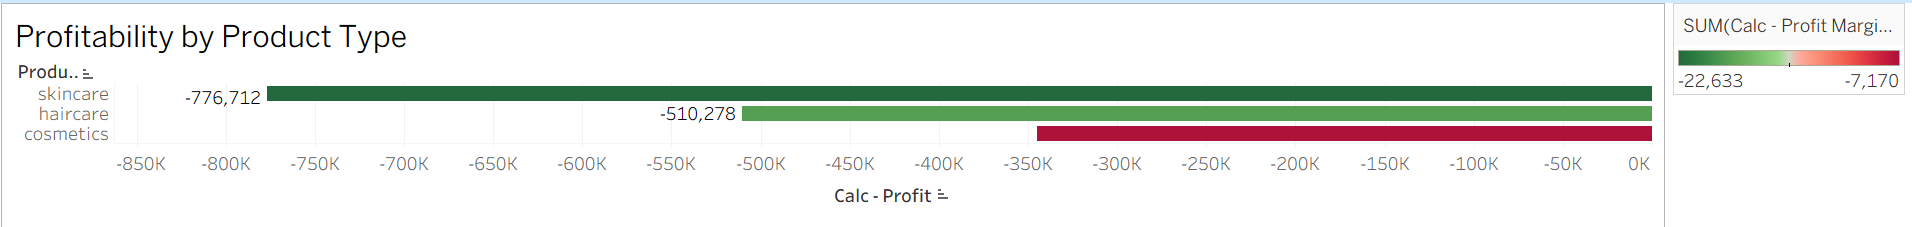 Profitability by Product Type
SUM(Calc - Profit Margi...
-22,633 -7,170
Produ..
skincare -776,712
haircare -510,278
cosmetics
-850K -800K -750K -700K -650K -600K -550K -500K -450K -400K -350K -300K -250K -200K -150K -100K -50K 0K
Calc - Profit